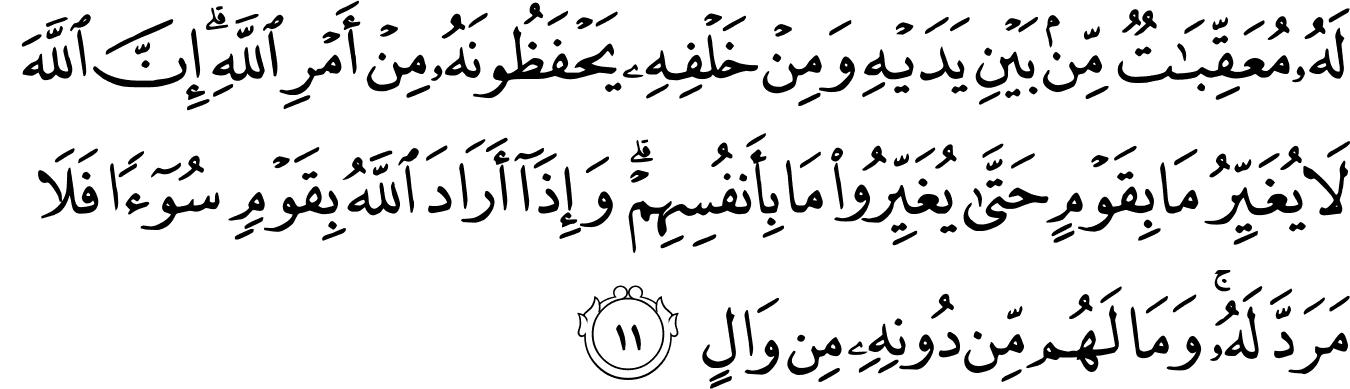 لَهُۥ مُعَقِّبَـٰتٌ مِّنۢ بَيْنِ يَدَيْهِ وَمِنْ خَلْفِهِۦ يَحْفَظُونَهُۥ مِنْ أَمْرِ ٱللَّهِ ۗ إِنَّ ٱللَّهَ
لَا يُغَيِّرُ مَا بِقَوْمٍ حَتَّىٰ يُغَيِّرُوا۟ مَا بِأَنفُسِهِمْ ۗ وَإِذَآ أَرَادَ ٱللَّهُ بِقَوْمٍ سُوٓءًا فَلَا
مَرَدَّ لَهُۥ ۚ وَمَا لَهُم مِّن دُونِهِۦ مِن وَالٍ ١١